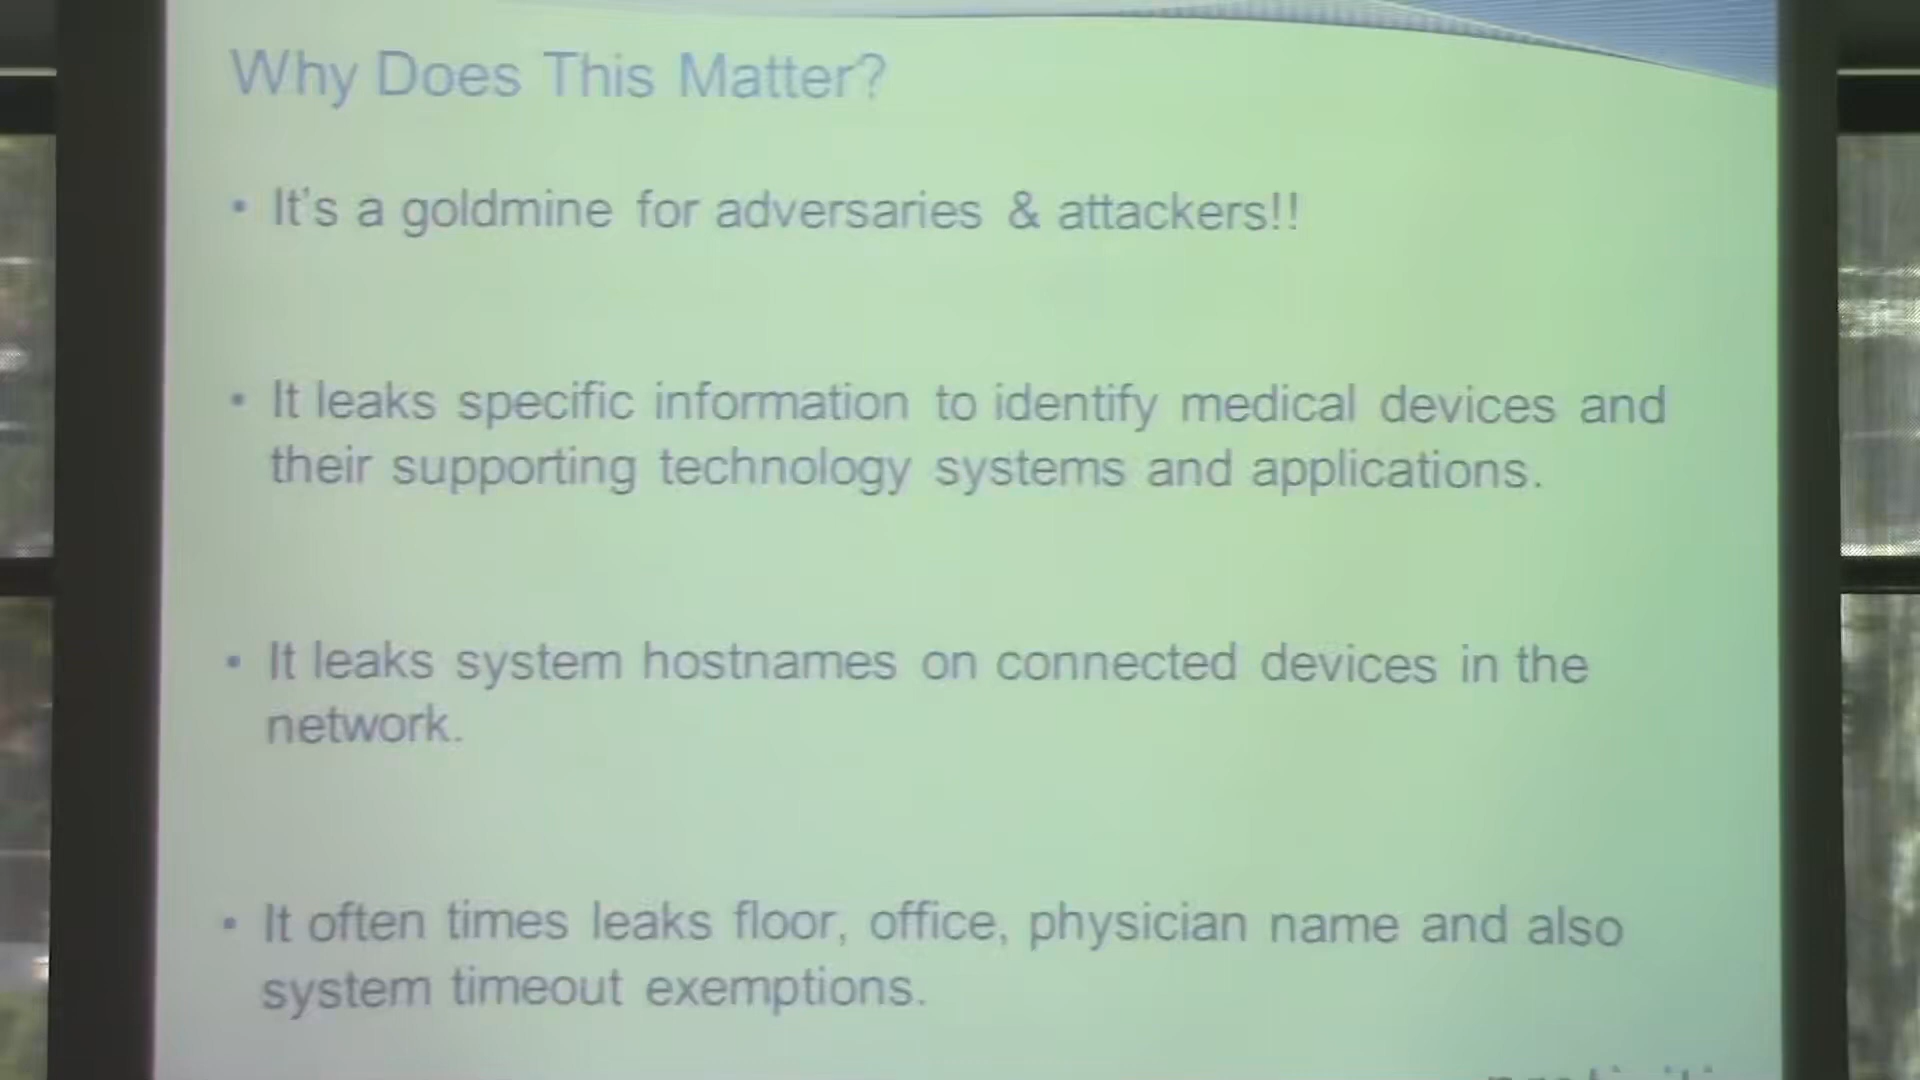 Why Does This Matter?
• It's a goldmine for adversaries & attackers!!
• It leaks specific information to identify medical devices and
their supporting technology systems and applications.
• It leaks system hostnames on connected devices in the
network.
• It often times leaks floor, office, physician name and also
system timeout exemptions.